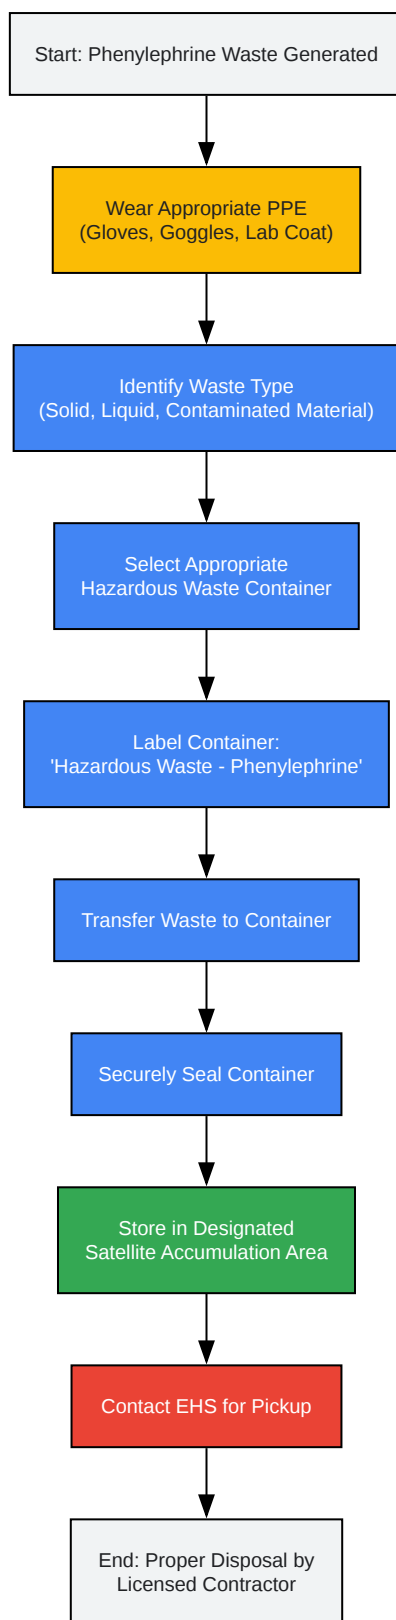 Start: Phenylephrine Waste Generated
Wear Appropriate PPE
(Gloves, Goggles, Lab Coat)
Identify Waste Type
(Solid, Liquid, Contaminated Material)
Select Appropriate
Hazardous Waste Container
Label Container:
'Hazardous Waste - Phenylephrine'
Transfer Waste to Container
Securely Seal Container
Store in Designated
Satellite Accumulation Area
Contact EHS for Pickup
End: Proper Disposal by
Licensed Contractor